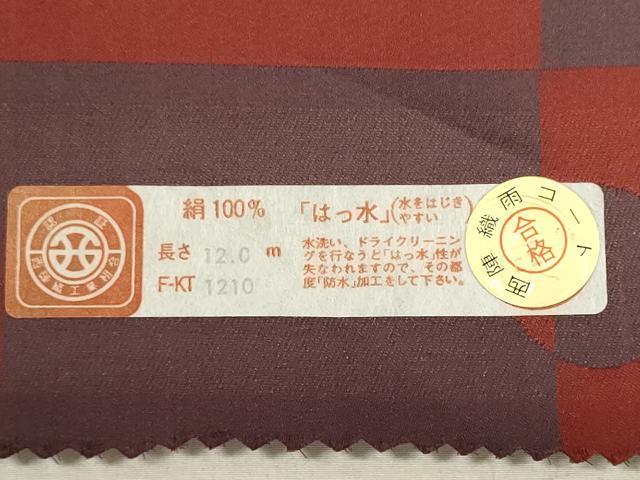 絹100%
「はっ水」(水をはじきやすい)
長さ 12.0 m
F-KT 1210
水洗い、ドライクリーニン
グを行なうと「はっ水」性が
失なわれますので、その都
度「防水」加工をして下さい。
西陣織雨コート
合格